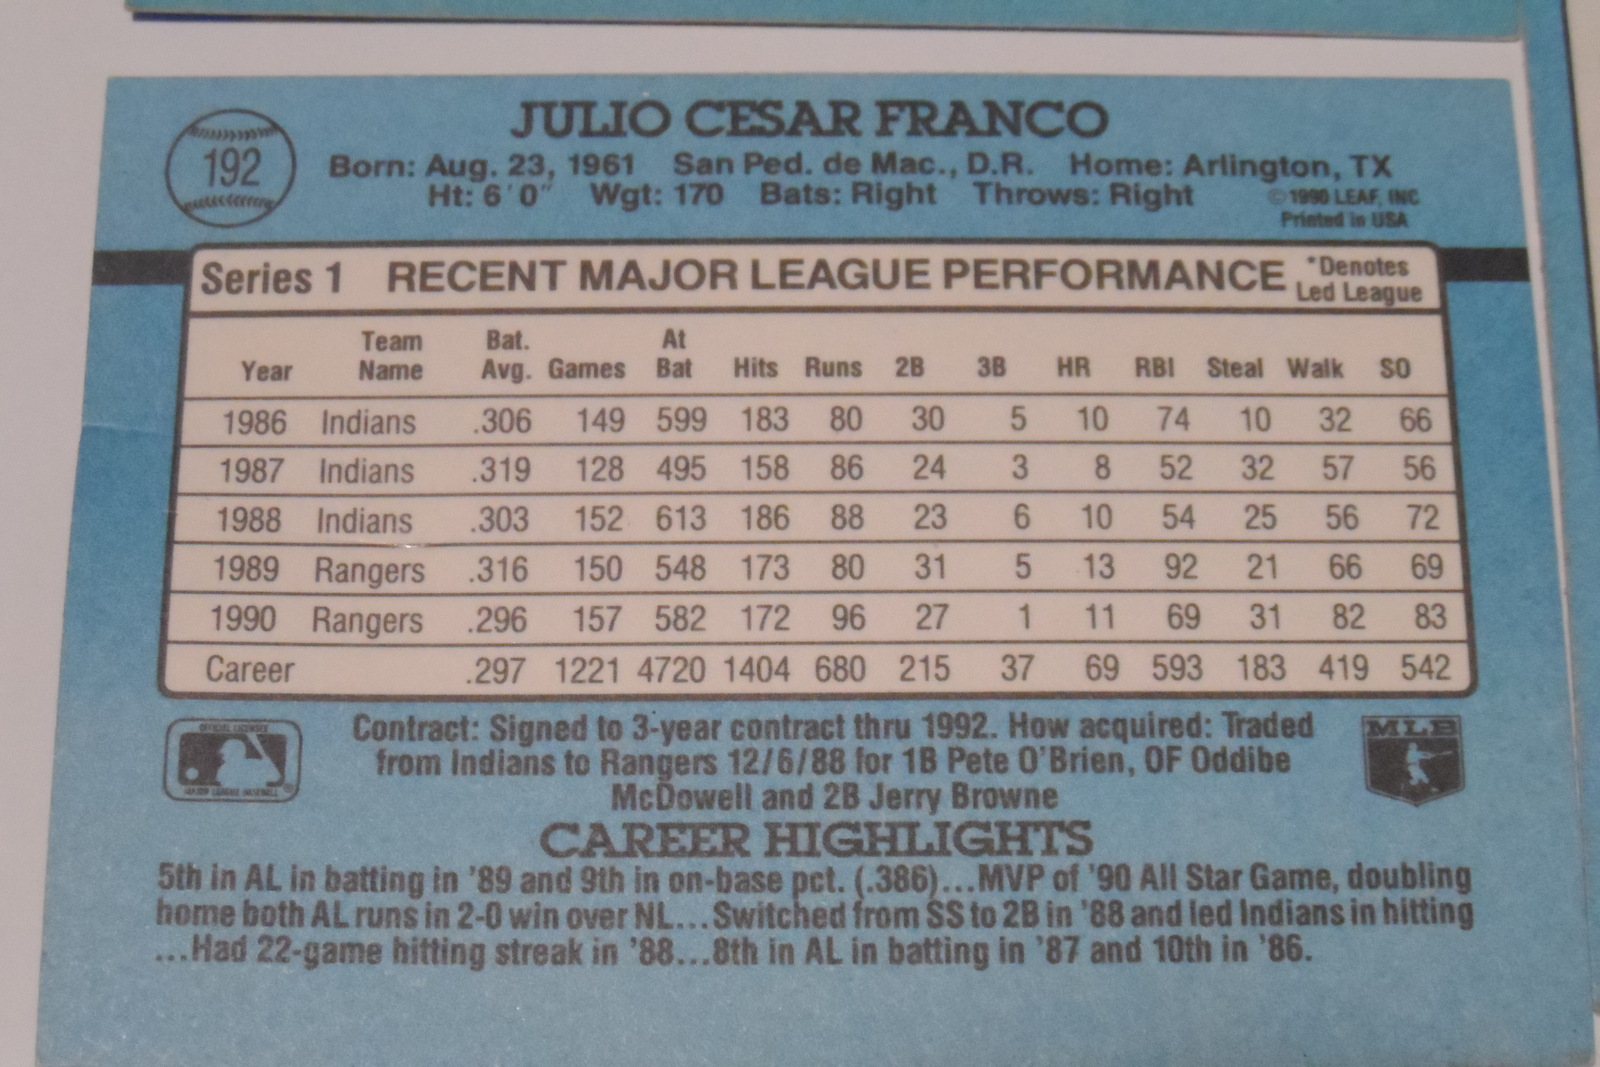 192
JULIO CESAR FRANCO
Born: Aug. 23, 1961 San Ped. de Mac., D.R. Home: Arlington, TX
Ht: 6'0" Wgt: 170 Bats: Right Throws: Right
©1990 LEAF, INC
Printed in USA
Series 1 RECENT MAJOR LEAGUE PERFORMANCE *Denotes Led League
Year Team Name Bat. Avg. Games At Bat Hits Runs 2B 3B HR RBI Steal Walk SO
1986 Indians .306 149 599 183 80 30 5 10 74 10 32 66
1987 Indians .319 128 495 158 86 24 3 8 52 32 57 56
1988 Indians .303 152 613 186 88 23 6 10 54 25 56 72
1989 Rangers .316 150 548 173 80 31 5 13 92 21 66 69
1990 Rangers .296 157 582 172 96 27 1 11 69 31 82 83
Career .297 1221 4720 1404 680 215 37 69 593 183 419 542
OFFICIAL LICENSEE
MAJOR LEAGUE BASEBALL
Contract: Signed to 3-year contract thru 1992. How acquired: Traded
from Indians to Rangers 12/6/88 for 1B Pete O'Brien, OF Oddibe
McDowell and 2B Jerry Browne
MLB
CAREER HIGHLIGHTS
5th in AL in batting in '89 and 9th in on-base pct. (.386)...MVP of '90 All Star Game, doubling
home both AL runs in 2-0 win over NL...Switched from SS to 2B in '88 and led Indians in hitting
...Had 22-game hitting streak in '88...8th in AL in batting in '87 and 10th in '86.